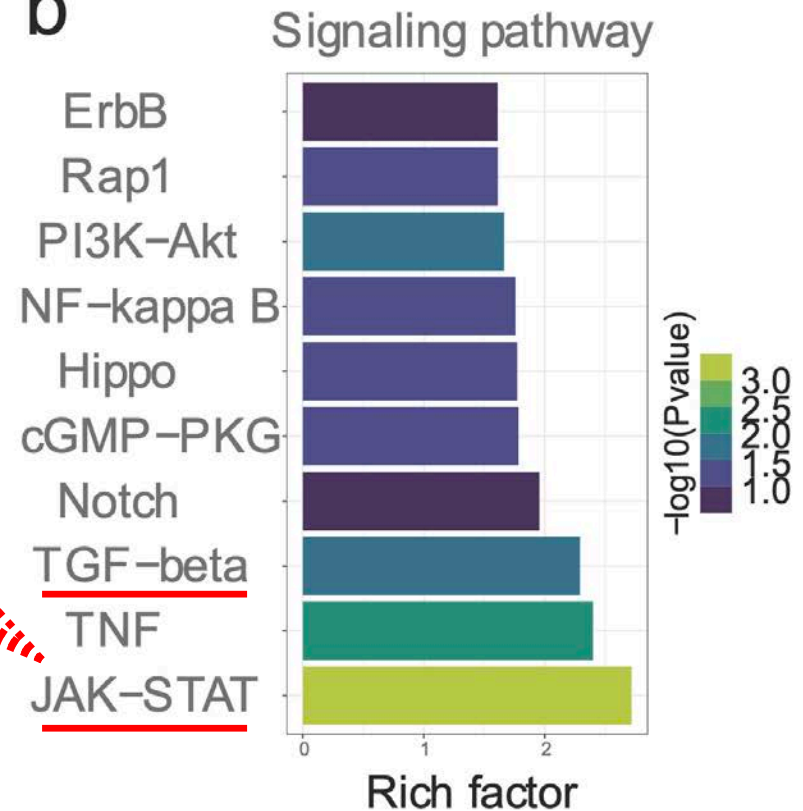 b
Signaling pathway
ErbB
Rap1
PI3K−Akt
NF−kappa B
Hippo
cGMP−PKG
Notch
TGF−beta
TNF
JAK−STAT
0 1 2
Rich factor
−log10(Pvalue)
3.0
2.5
2.0
1.5
1.0